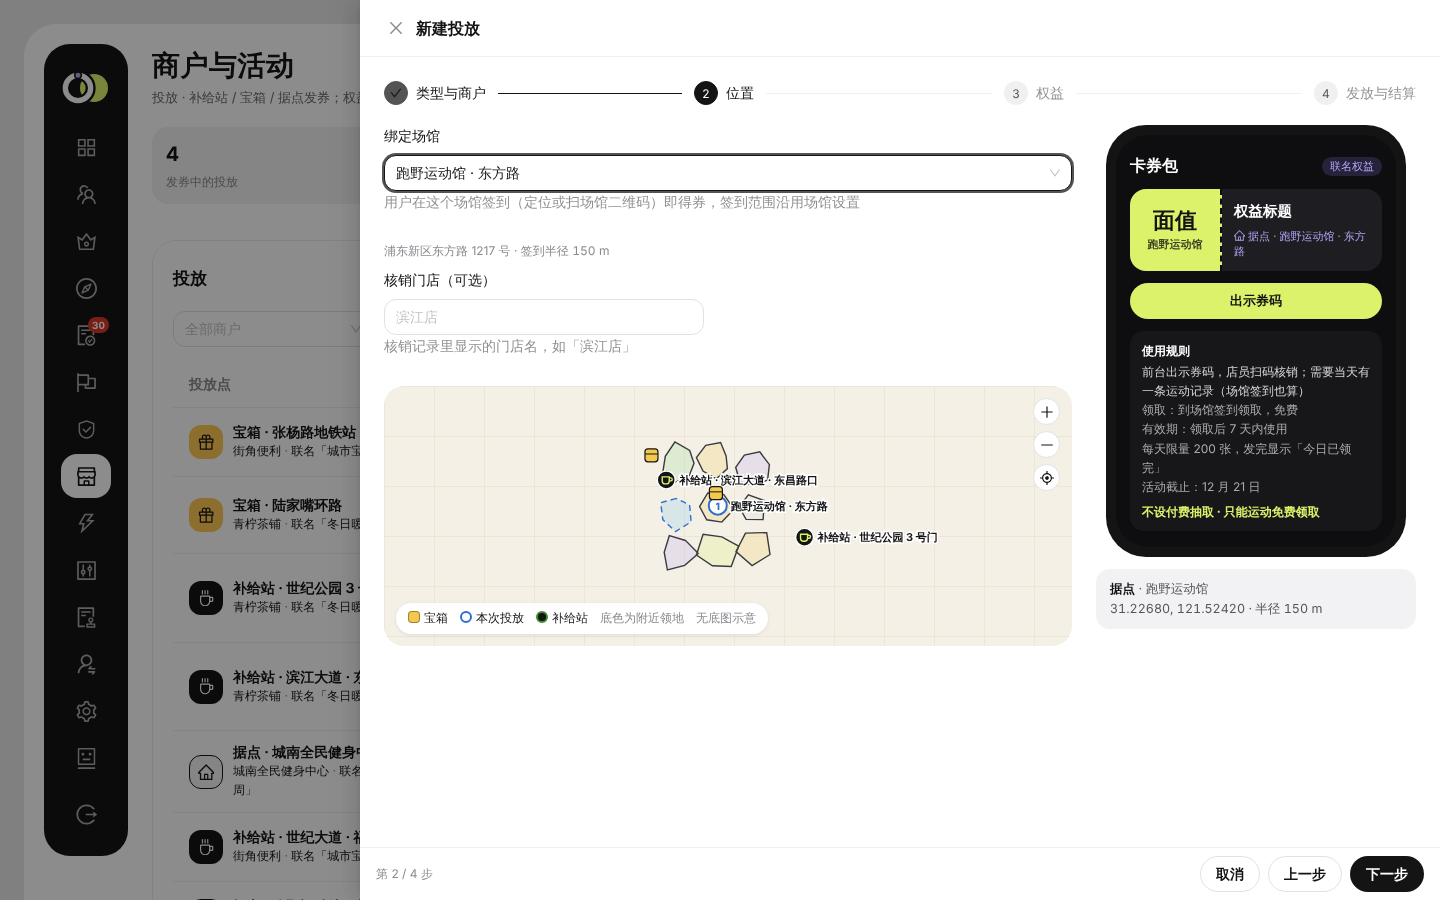 新建投放
商户与活动
投放 · 补给站 / 宝箱 / 据点发券；权
4
发券中的投放
投放
全部商户
投放点
30
宝箱 · 张杨路地铁站
街角便利 · 联名「城市宝
宝箱 · 陆家嘴环路
青柠茶铺 · 联名「冬日暖
补给站 · 世纪公园 3
青柠茶铺 · 联名「冬日暖
补给站 · 滨江大道 ·
青柠茶铺 · 联名「冬日暖
据点 · 城南全民健身
城南全民健身中心 · 联名
周」
补给站 · 世纪大道 ·
街角便利 · 联名「城市宝
类型与商户
2 位置
3 权益
4 发放与结算
绑定场馆
跑野运动馆 · 东方路
用户在这个场馆签到（定位或扫场馆二维码）即得券，签到范围沿用场馆设置
浦东新区东方路 1217 号 · 签到半径 150 m
核销门店（可选）
滨江店
核销记录里显示的门店名，如「滨江店」
补给站 · 滨江大道 · 东昌路口
1
跑野运动馆 · 东方路
补给站 · 世纪公园 3 号门
宝箱 本次投放 补给站 底色为附近领地 无底图示意
卡券包
联名权益
面值
跑野运动馆
权益标题
据点 · 跑野运动馆 · 东方
路
出示券码
使用规则
前台出示券码，店员扫码核销；需要当天有
一条运动记录（场馆签到也算）
领取：到场馆签到领取，免费
有效期：领取后 7 天内使用
每天限量 200 张，发完显示「今日已领
完」
活动截止：12 月 21 日
不设付费抽取 · 只能运动免费领取
据点 · 跑野运动馆
31.22680, 121.52420 · 半径 150 m
第 2 / 4 步
取消
上一步
下一步